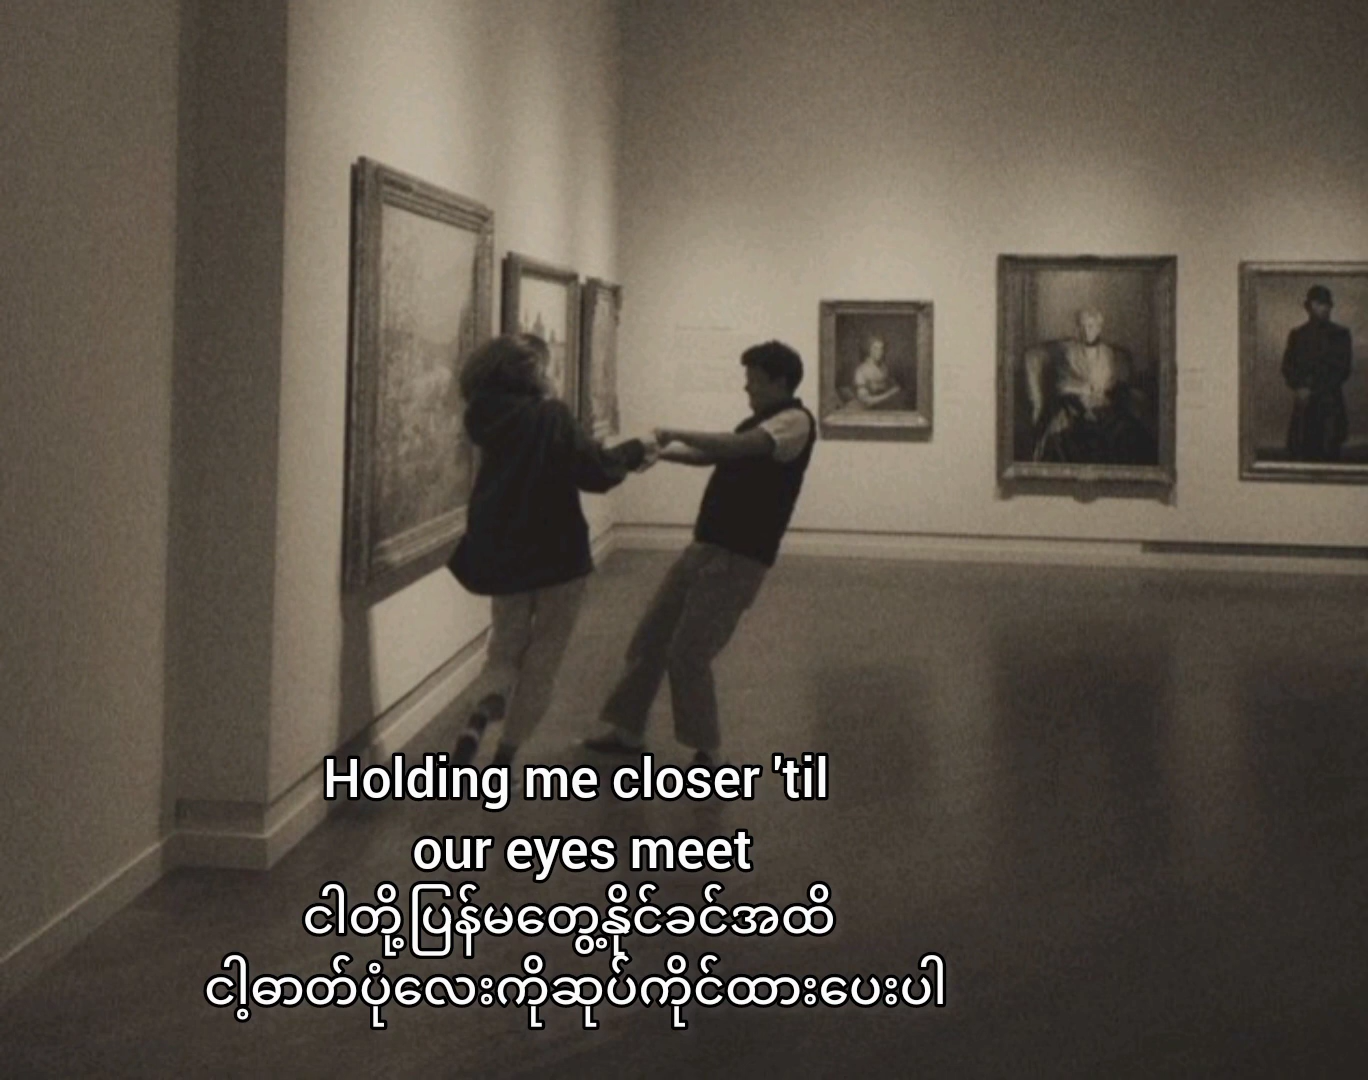 Holding me closer 'til
our eyes meet
ငါတို့ပြန်မတွေ့နိုင်ခင်အထိ
ငါ့ဓာတ်ပုံလေးကိုဆုပ်ကိုင်ထားပေးပါ